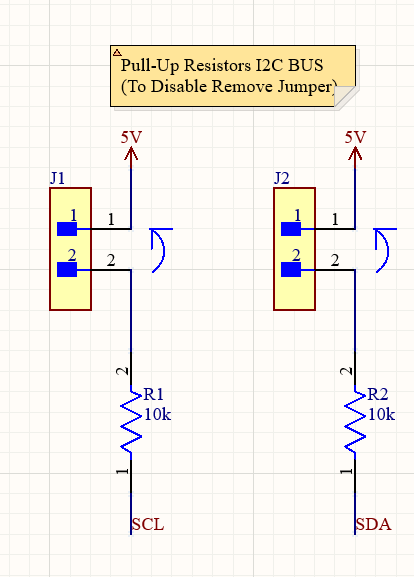 Pull-Up Resistors I2C BUS
(To Disable Remove Jumper)
5V 5V
J1 J2
1 1 1 1
2 2 2 2
2 2
R1 R2
10k 10k
1 1
SCL SDA